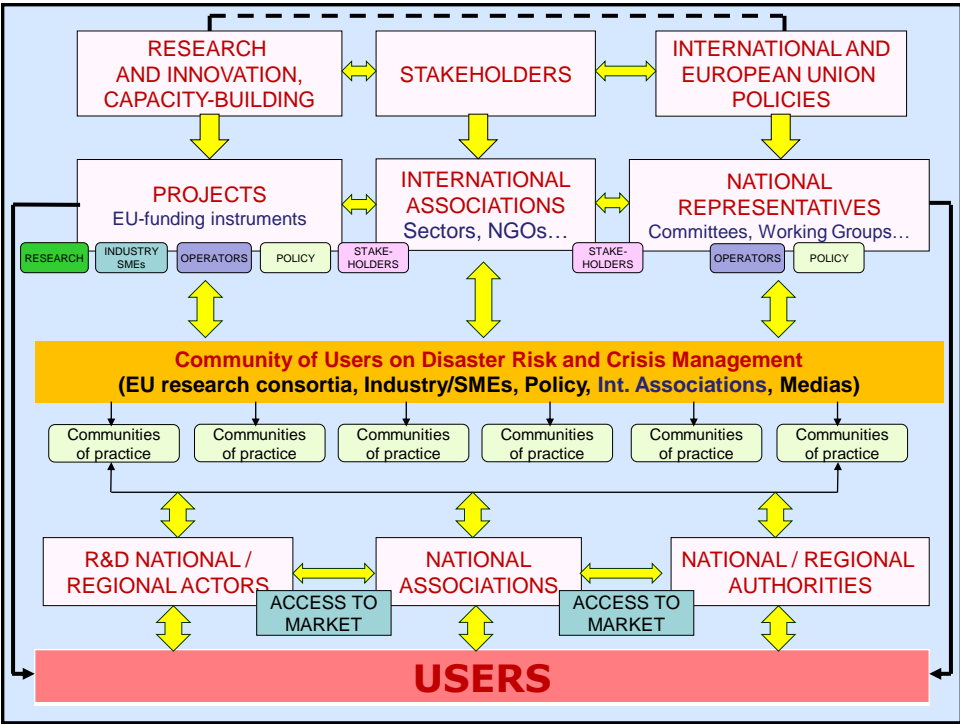 RESEARCH
AND INNOVATION,
CAPACITY-BUILDING
STAKEHOLDERS
INTERNATIONAL AND
EUROPEAN UNION
POLICIES
PROJECTS
EU-funding instruments
INTERNATIONAL
ASSOCIATIONS
Sectors, NGOs…
NATIONAL
REPRESENTATIVES
Committees, Working Groups…
RESEARCH
INDUSTRY
SMEs
OPERATORS
POLICY
STAKE-
HOLDERS
STAKE-
HOLDERS
OPERATORS
POLICY
Community of Users on Disaster Risk and Crisis Management
(EU research consortia, Industry/SMEs, Policy, Int. Associations, Medias)
Communities
of practice
Communities
of practice
Communities
of practice
Communities
of practice
Communities
of practice
Communities
of practice
R&D NATIONAL /
REGIONAL ACTORS
NATIONAL
ASSOCIATIONS
NATIONAL / REGIONAL
AUTHORITIES
ACCESS TO
MARKET
ACCESS TO
MARKET
USERS